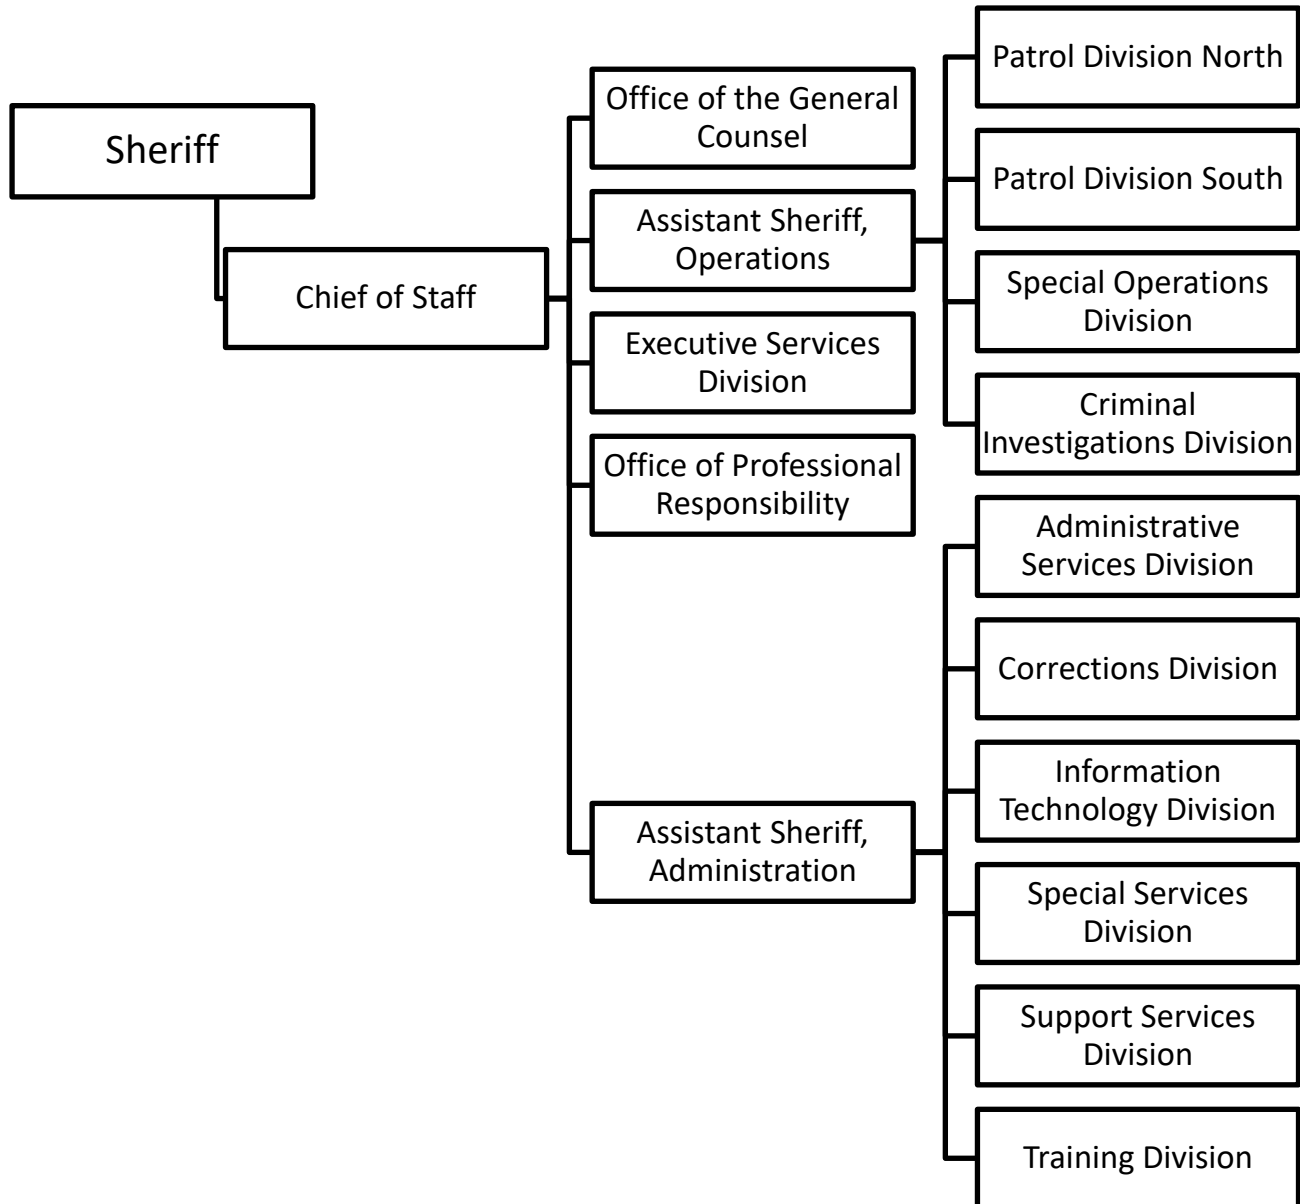 Sheriff
Chief of Staff
Office of the General
Counsel
Assistant Sheriff,
Operations
Executive Services
Division
Office of Professional
Responsibility
Assistant Sheriff,
Administration
Patrol Division North
Patrol Division South
Special Operations
Division
Criminal
Investigations Division
Administrative
Services Division
Corrections Division
Information
Technology Division
Special Services
Division
Support Services
Division
Training Division